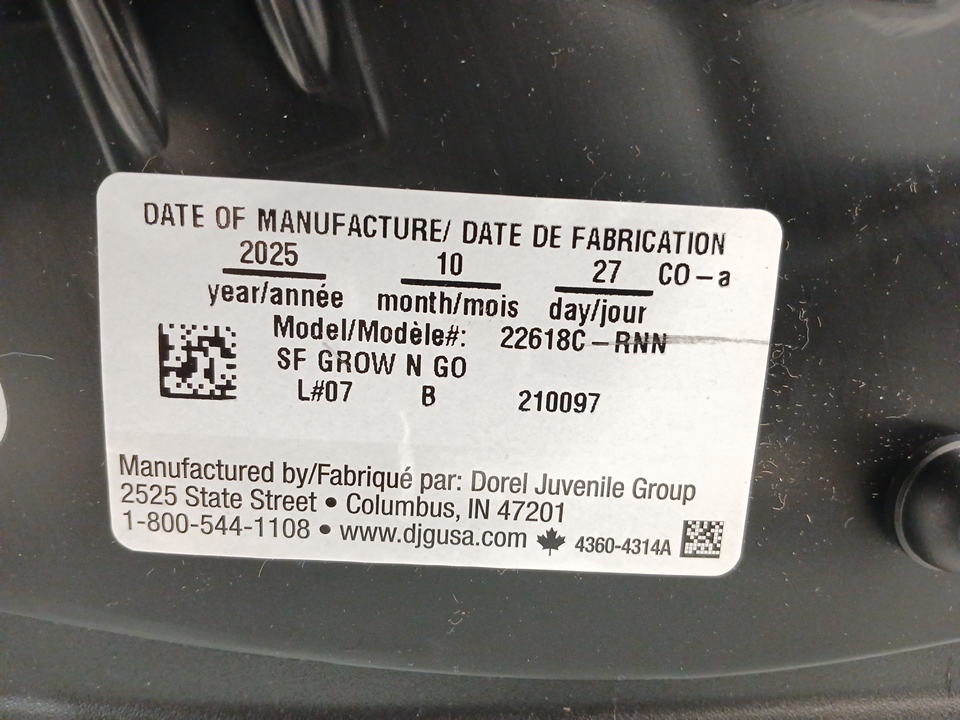 DATE OF MANUFACTURE/ DATE DE FABRICATION
2025 10 27 CO-a
year/année month/mois day/jour
Model/Modèle#: 22618C-RNN
SF GROW N GO
L#07 B 210097
Manufactured by/Fabriqué par: Dorel Juvenile Group
2525 State Street • Columbus, IN 47201
1-800-544-1108 • www.djgusa.com 4360-4314A